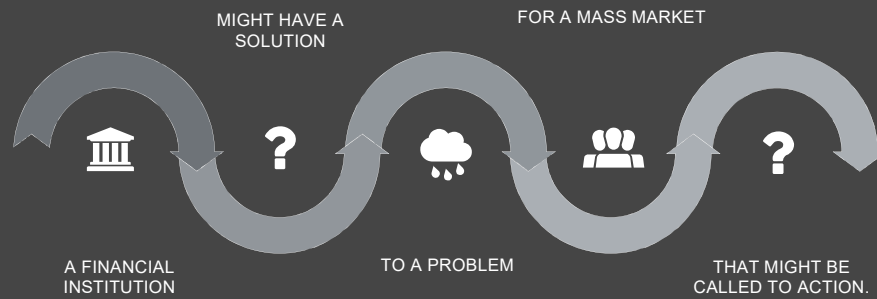 A FINANCIAL
INSTITUTION
MIGHT HAVE A
SOLUTION
TO A PROBLEM
FOR A MASS MARKET
THAT MIGHT BE
CALLED TO ACTION.